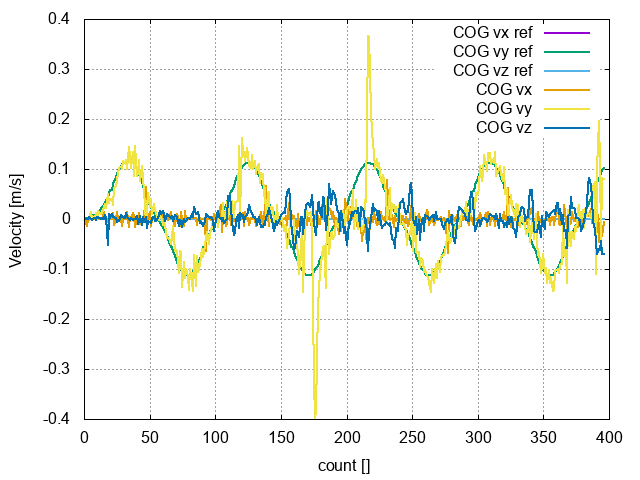 0.4
0.3
0.2
0.1
0
-0.1
-0.2
-0.3
-0.4
Velocity [m/s]
COG vx ref
COG vy ref
COG vz ref
COG vx
COG vy
COG vz
0 50 100 150 200 250 300 350 400
count []